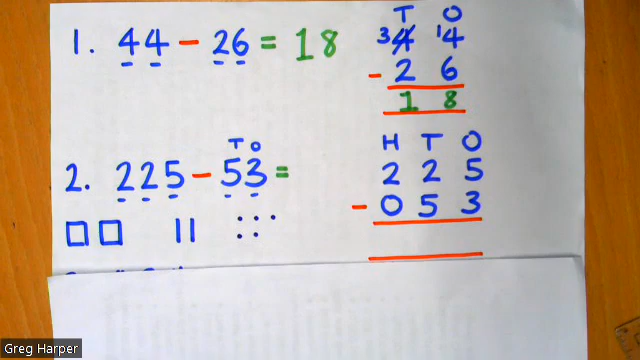 1. 44 - 26 = 18
T O
3 4 14
- 2 6
1 8
2. 225 - 53 =
T O
H T O
2 2 5
- 0 5 3
Greg Harper